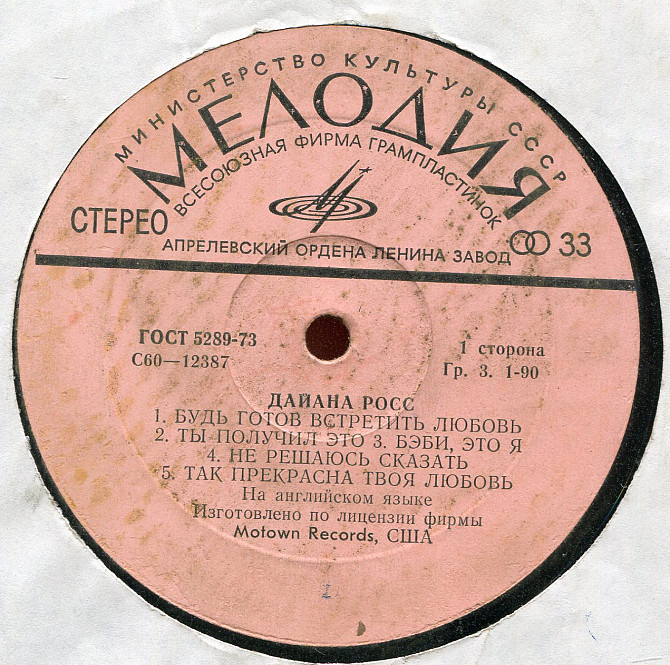 МИНИСТЕРСТВО КУЛЬТУРЫ СССР
МЕЛОДИЯ
ВСЕСОЮЗНАЯ ФИРМА ГРАМПЛАСТИНОК
СТЕРЕО
33
АПРЕЛЕВСКИЙ ОРДЕНА ЛЕНИНА ЗАВОД
ГОСТ 5289-73
С60—12387
1 сторона
Гр. 3. 1-90
ДАЙАНА РОСС
1. БУДЬ ГОТОВ ВСТРЕТИТЬ ЛЮБОВЬ
2. ТЫ ПОЛУЧИЛ ЭТО 3. БЭБИ, ЭТО Я
4. НЕ РЕШАЮСЬ СКАЗАТЬ
5. ТАК ПРЕКРАСНА ТВОЯ ЛЮБОВЬ
На английском языке
Изготовлено по лицензии фирмы
Motown Records, США